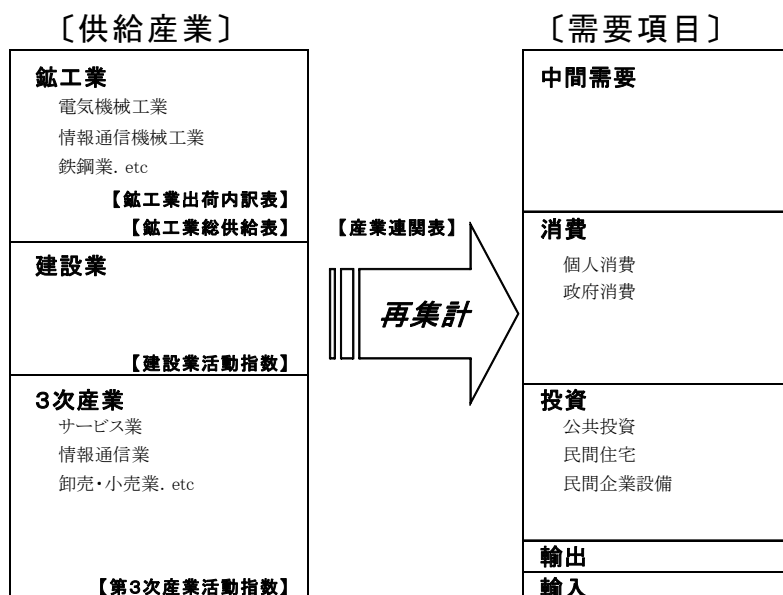 〔供給産業〕
鉱工業
電気機械工業
情報通信機械工業
鉄鋼業. etc
【鉱工業出荷内訳表】
【鉱工業総供給表】
建設業
【建設業活動指数】
3次産業
サービス業
情報通信業
卸売・小売業. etc
【第3次産業活動指数】
【産業連関表】
再集計
〔需要項目〕
中間需要
消費
個人消費
政府消費
投資
公共投資
民間住宅
民間企業設備
輸出
輸入